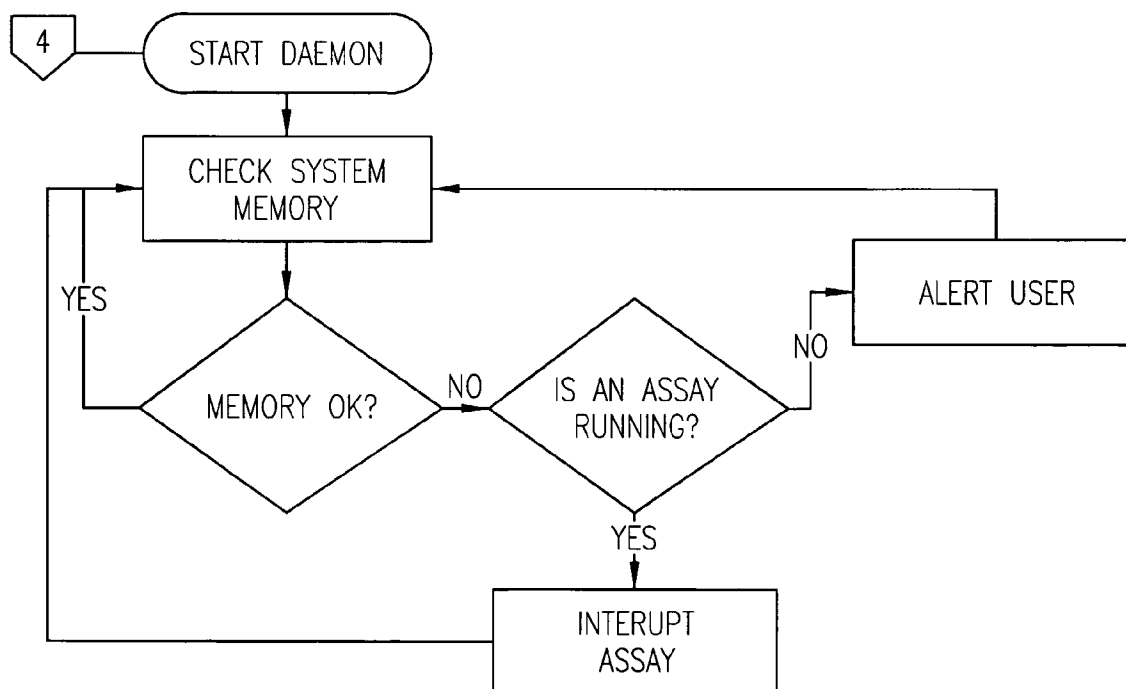 4
START DAEMON
CHECK SYSTEM
MEMORY
YES
ALERT USER
NO
MEMORY OK?
NO
IS AN ASSAY
RUNNING?
YES
INTERUPT
ASSAY